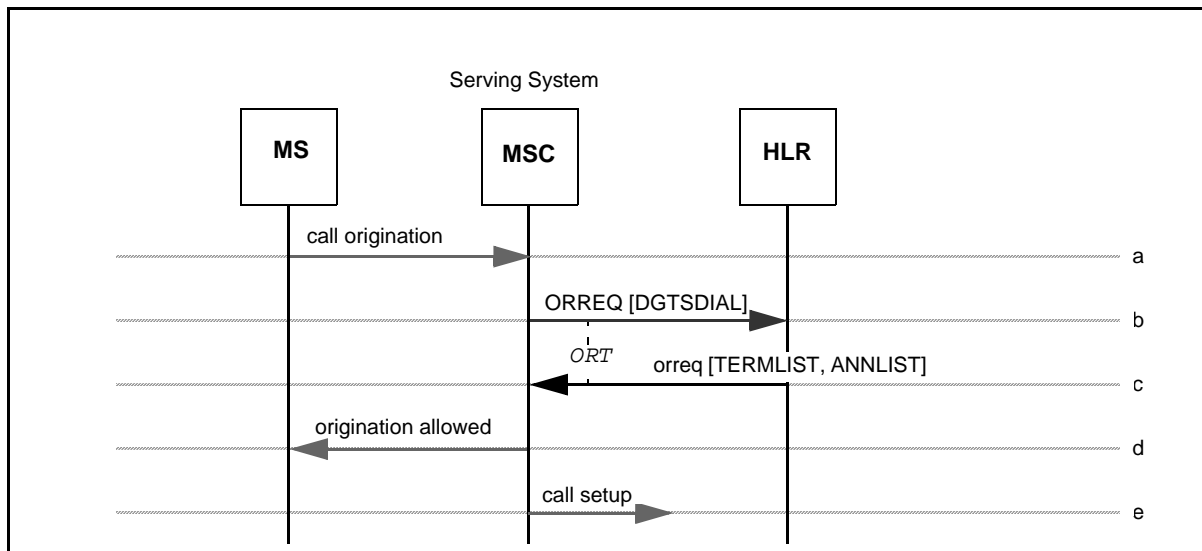 Serving System
MS
MSC
HLR
call origination
a
ORREQ [DGTSDIAL]
b
ORT
orreq [TERMLIST, ANNLIST]
c
origination allowed
d
call setup
e